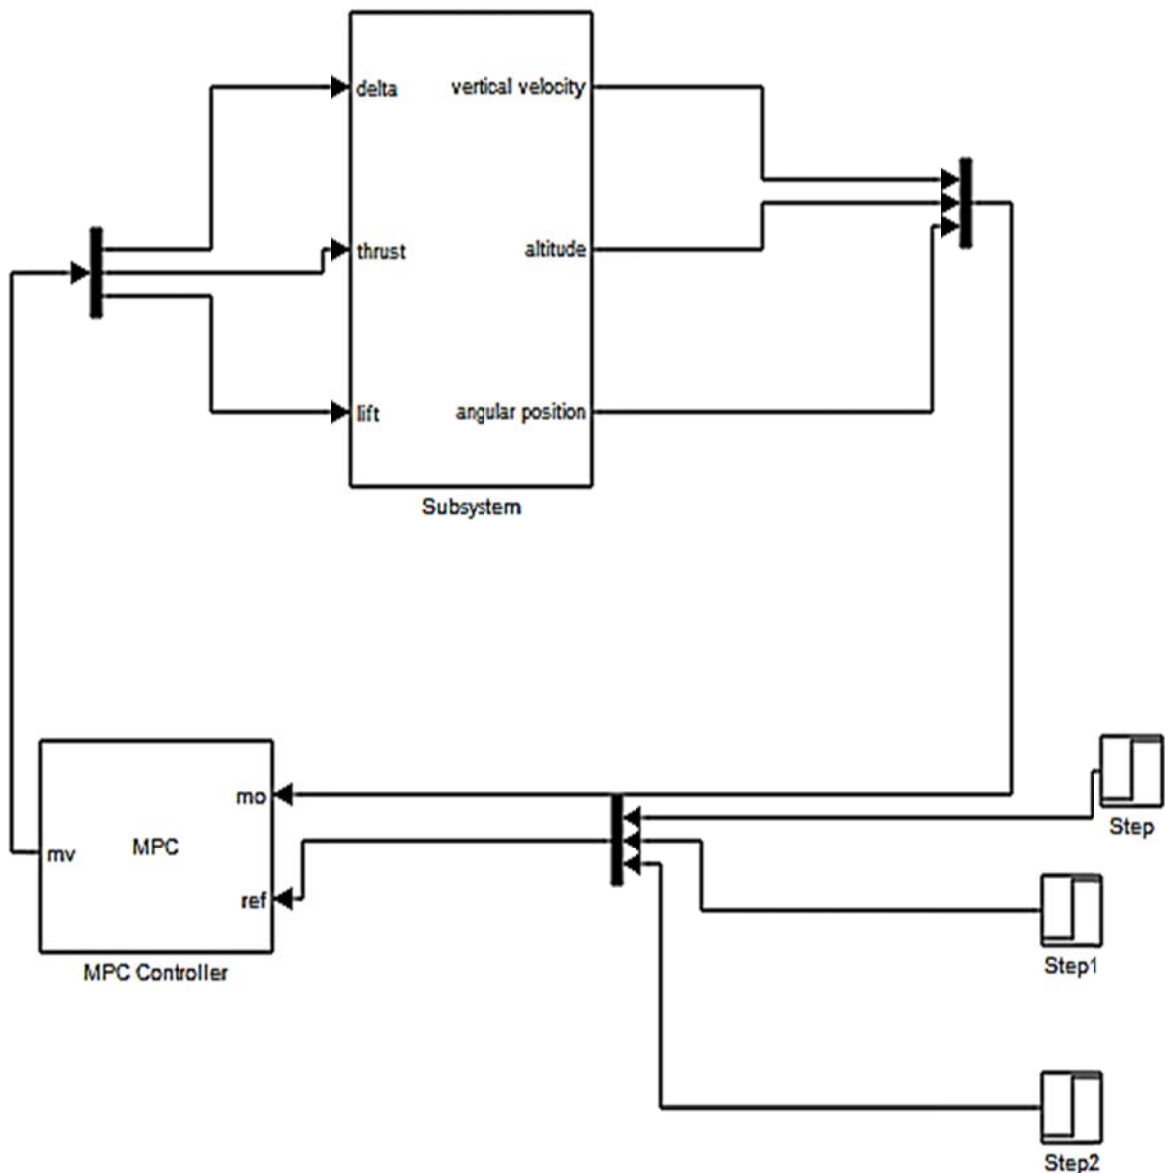 delta
vertical velocity
thrust
altitude
lift
angular position
Subsystem
mo
MPC
mv
ref
MPC Controller
Step
Step1
Step2